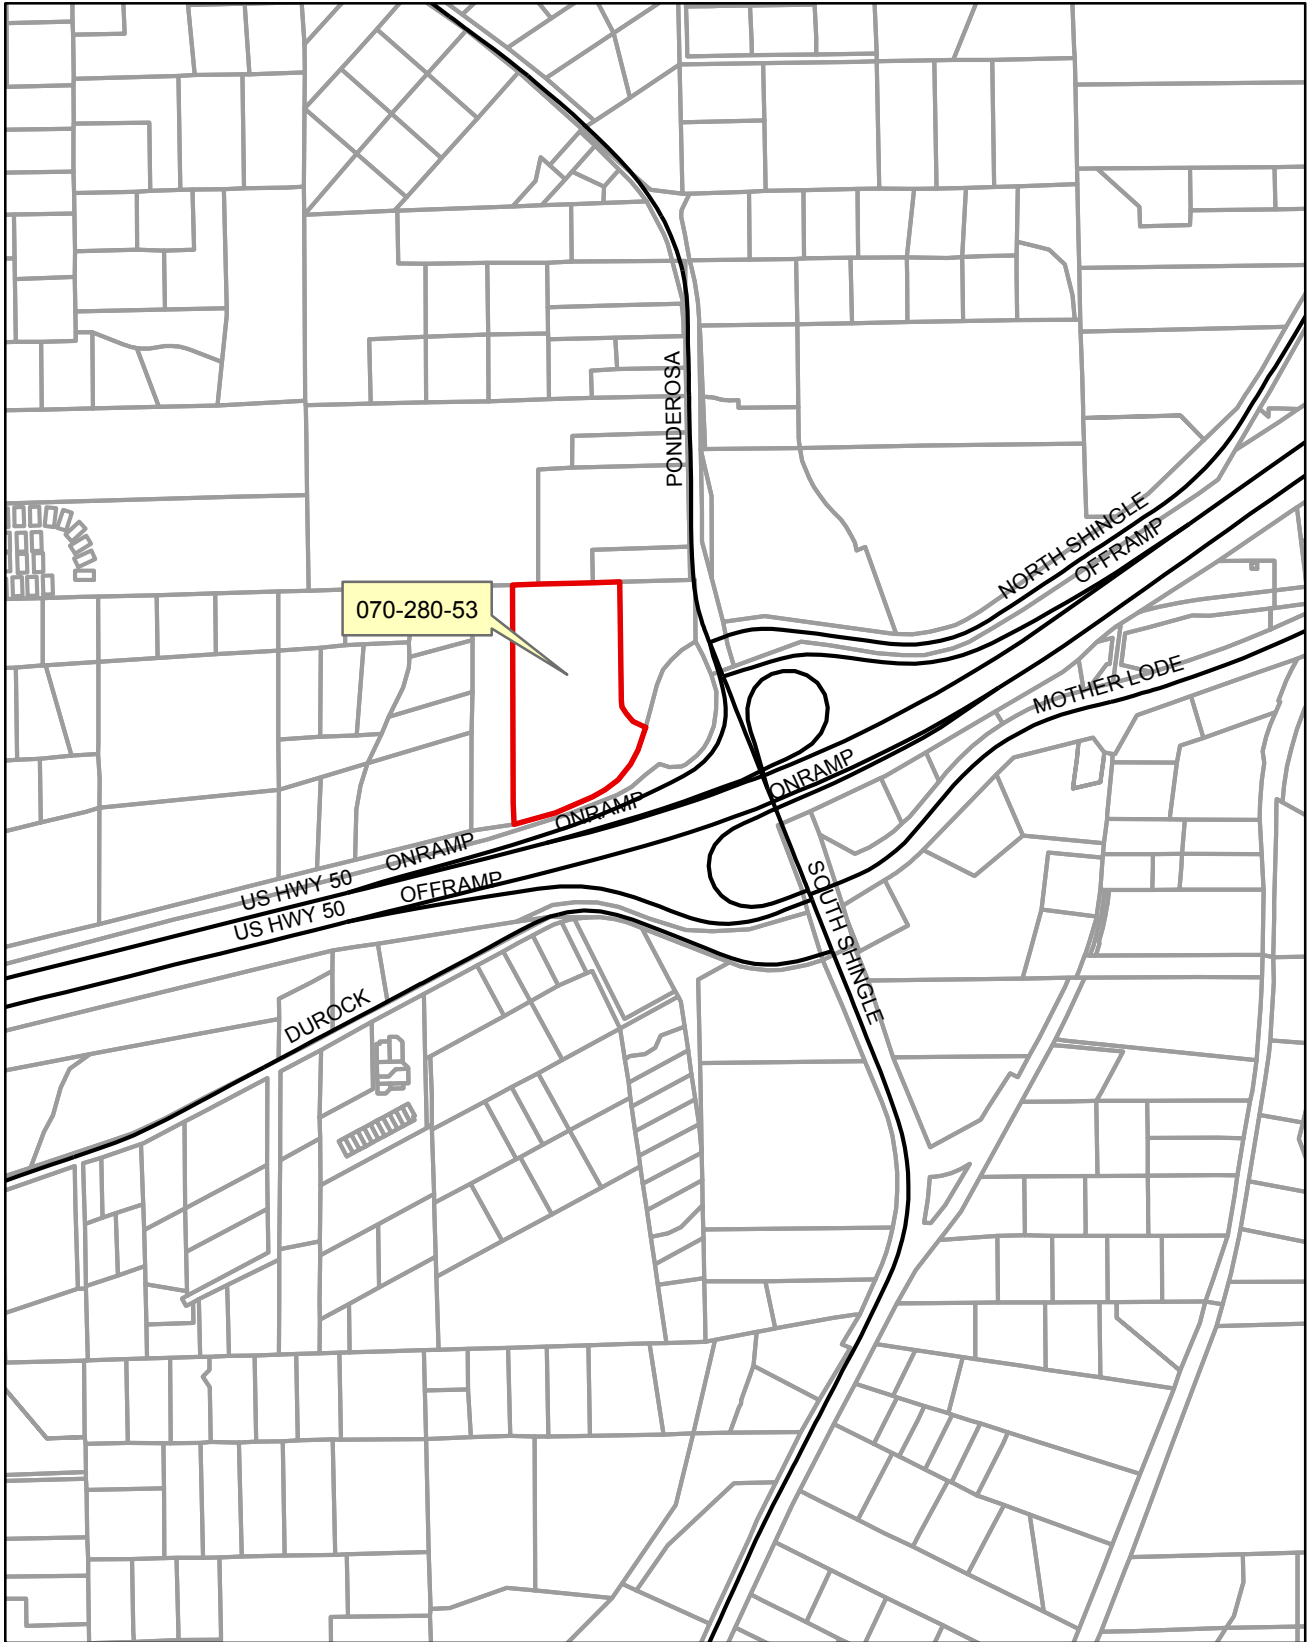 PONDEROSA
NORTH SHINGLE
OFFRAMP
070-280-53
MOTHER LODE
ONRAMP
ONRAMP
ONRAMP
US HWY 50
OFFRAMP
US HWY 50
SOUTH SHINGLE
DUROCK